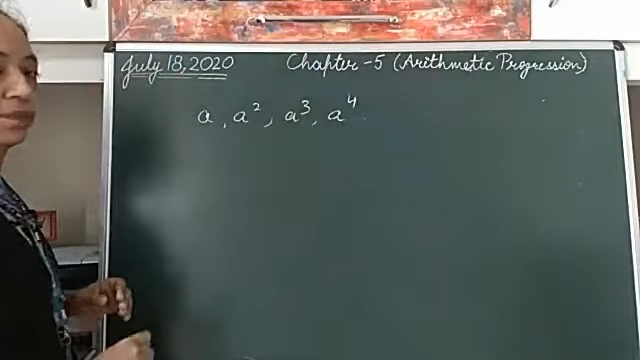 July 18, 2020 Chapter-5 (Arithmetic Progression)
a, a², a³, a⁴.